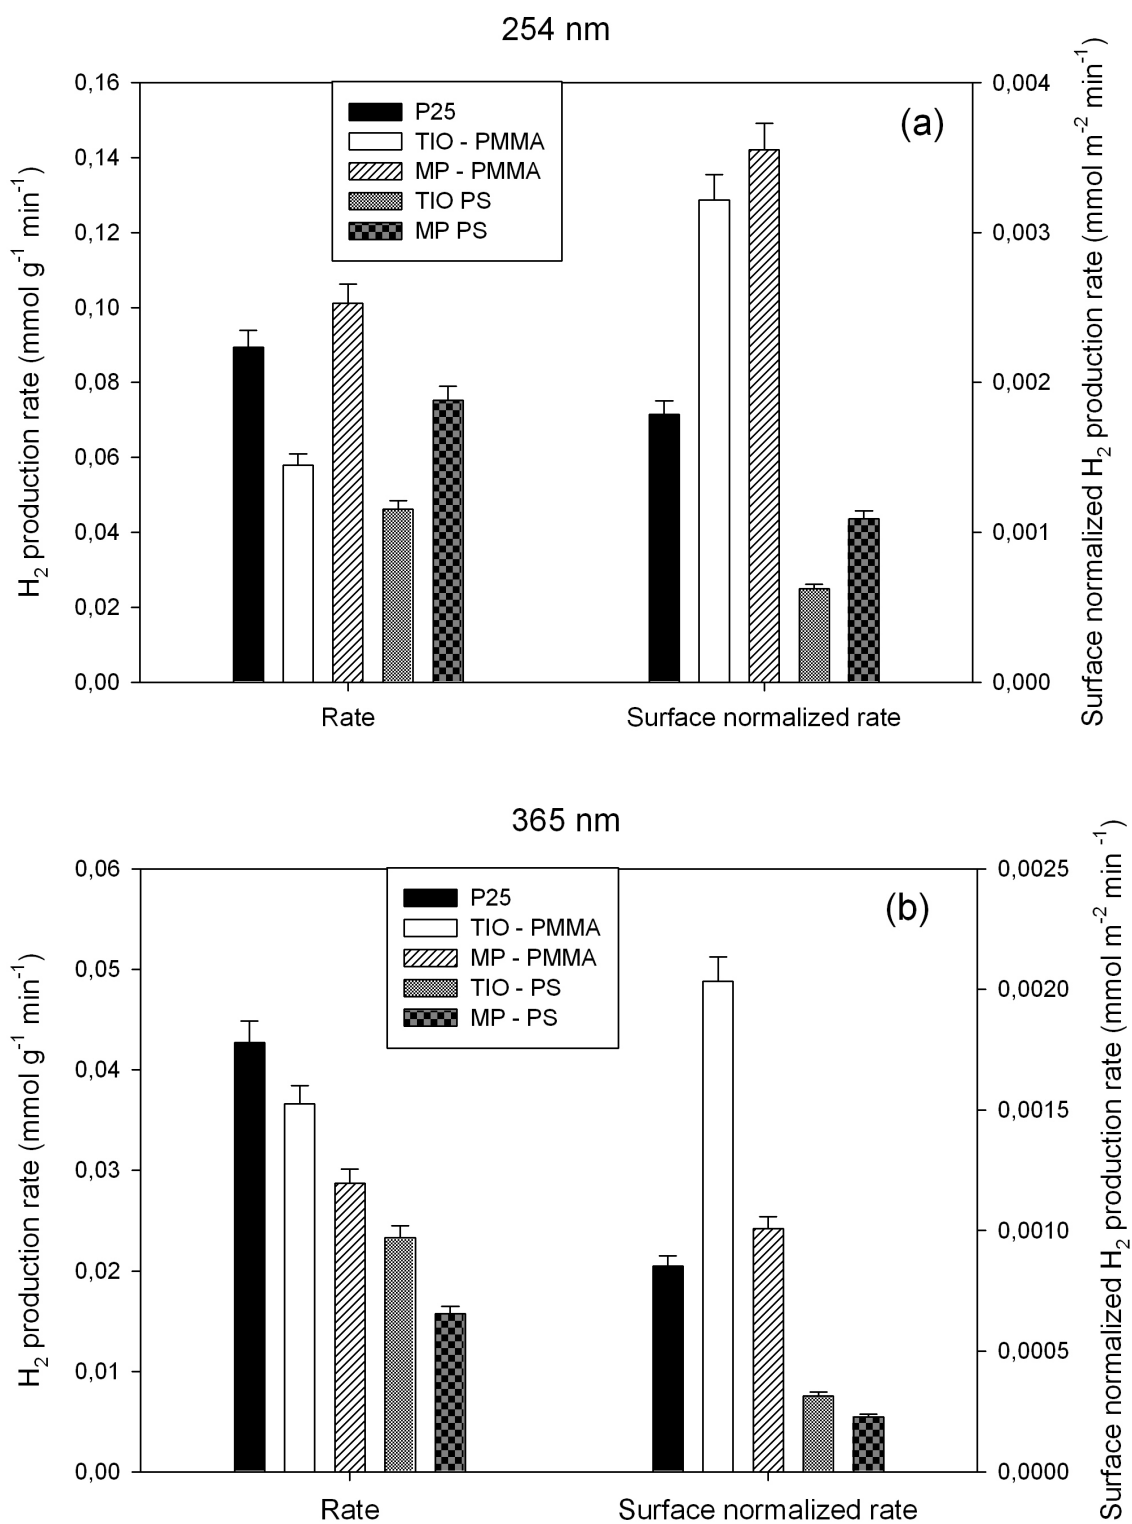 254 nm
(a)
H2 production rate (mmol g-1 min-1)
0,16
0,14
0,12
0,10
0,08
0,06
0,04
0,02
0,00
P25
TIO - PMMA
MP - PMMA
TIO PS
MP PS
0,004
0,003
0,002
0,001
0,000
Surface normalized H2 production rate (mmol m-2 min-1)
Rate
Surface normalized rate
365 nm
(b)
H2 production rate (mmol g-1 min-1)
0,06
0,05
0,04
0,03
0,02
0,01
0,00
P25
TIO - PMMA
MP - PMMA
TIO - PS
MP - PS
0,0025
0,0020
0,0015
0,0010
0,0005
0,0000
Surface normalized H2 production rate (mmol m-2 min -1)
Rate
Surface normalized rate